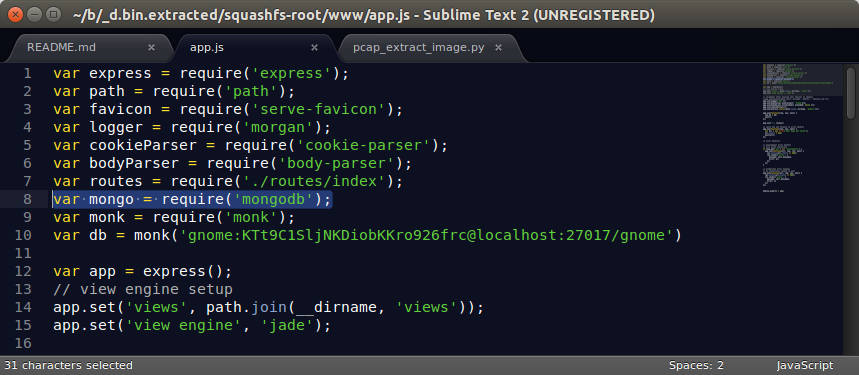 ~/b/_d.bin.extracted/squashfs-root/www/app.js - Sublime Text 2 (UNREGISTERED)
README.md × app.js × pcap_extract_image.py ×
1 var express = require('express');
2 var path = require('path');
3 var favicon = require('serve-favicon');
4 var logger = require('morgan');
5 var cookieParser = require('cookie-parser');
6 var bodyParser = require('body-parser');
7 var routes = require('./routes/index');
8 var mongo = require('mongodb');
9 var monk = require('monk');
10 var db = monk('gnome:KTt9C1SljNKDiobKKro926frc@localhost:27017/gnome')
11
12 var app = express();
13 // view engine setup
14 app.set('views', path.join(__dirname, 'views'));
15 app.set('view engine', 'jade');
16
31 characters selected Spaces: 2 JavaScript